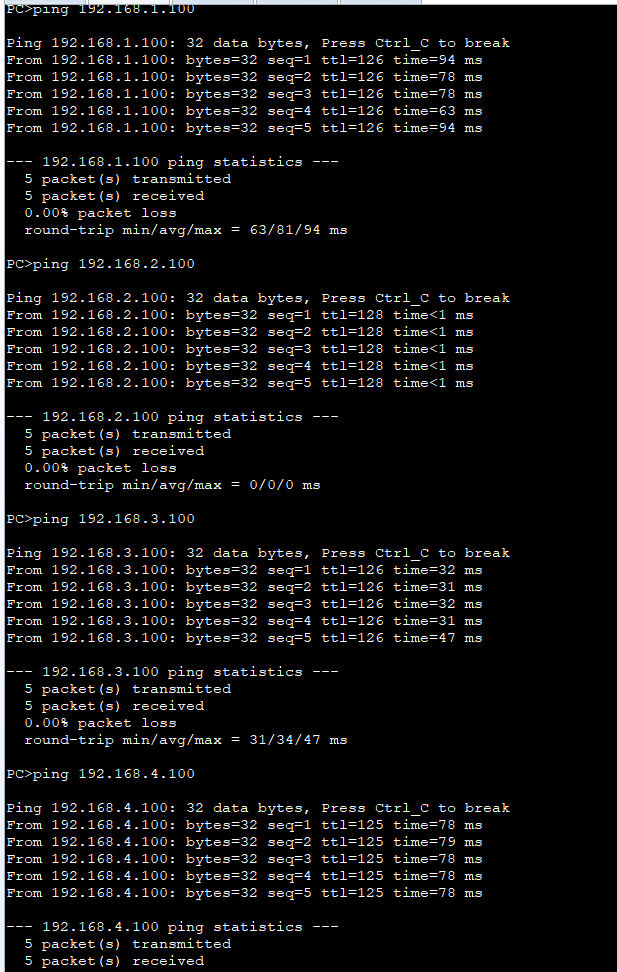 PC>ping 192.168.1.100
Ping 192.168.1.100: 32 data bytes, Press Ctrl_C to break
From 192.168.1.100: bytes=32 seq=1 ttl=126 time=94 ms
From 192.168.1.100: bytes=32 seq=2 ttl=126 time=78 ms
From 192.168.1.100: bytes=32 seq=3 ttl=126 time=78 ms
From 192.168.1.100: bytes=32 seq=4 ttl=126 time=63 ms
From 192.168.1.100: bytes=32 seq=5 ttl=126 time=94 ms
--- 192.168.1.100 ping statistics ---
5 packet(s) transmitted
5 packet(s) received
0.00% packet loss
round-trip min/avg/max = 63/81/94 ms
PC>ping 192.168.2.100
Ping 192.168.2.100: 32 data bytes, Press Ctrl_C to break
From 192.168.2.100: bytes=32 seq=1 ttl=128 time<1 ms
From 192.168.2.100: bytes=32 seq=2 ttl=128 time<1 ms
From 192.168.2.100: bytes=32 seq=3 ttl=128 time<1 ms
From 192.168.2.100: bytes=32 seq=4 ttl=128 time<1 ms
From 192.168.2.100: bytes=32 seq=5 ttl=128 time<1 ms
--- 192.168.2.100 ping statistics ---
5 packet(s) transmitted
5 packet(s) received
0.00% packet loss
round-trip min/avg/max = 0/0/0 ms
PC>ping 192.168.3.100
Ping 192.168.3.100: 32 data bytes, Press Ctrl_C to break
From 192.168.3.100: bytes=32 seq=1 ttl=126 time=32 ms
From 192.168.3.100: bytes=32 seq=2 ttl=126 time=31 ms
From 192.168.3.100: bytes=32 seq=3 ttl=126 time=32 ms
From 192.168.3.100: bytes=32 seq=4 ttl=126 time=31 ms
From 192.168.3.100: bytes=32 seq=5 ttl=126 time=47 ms
--- 192.168.3.100 ping statistics ---
5 packet(s) transmitted
5 packet(s) received
0.00% packet loss
round-trip min/avg/max = 31/34/47 ms
PC>ping 192.168.4.100
Ping 192.168.4.100: 32 data bytes, Press Ctrl_C to break
From 192.168.4.100: bytes=32 seq=1 ttl=125 time=78 ms
From 192.168.4.100: bytes=32 seq=2 ttl=125 time=79 ms
From 192.168.4.100: bytes=32 seq=3 ttl=125 time=78 ms
From 192.168.4.100: bytes=32 seq=4 ttl=125 time=78 ms
From 192.168.4.100: bytes=32 seq=5 ttl=125 time=78 ms
--- 192.168.4.100 ping statistics ---
5 packet(s) transmitted
5 packet(s) received